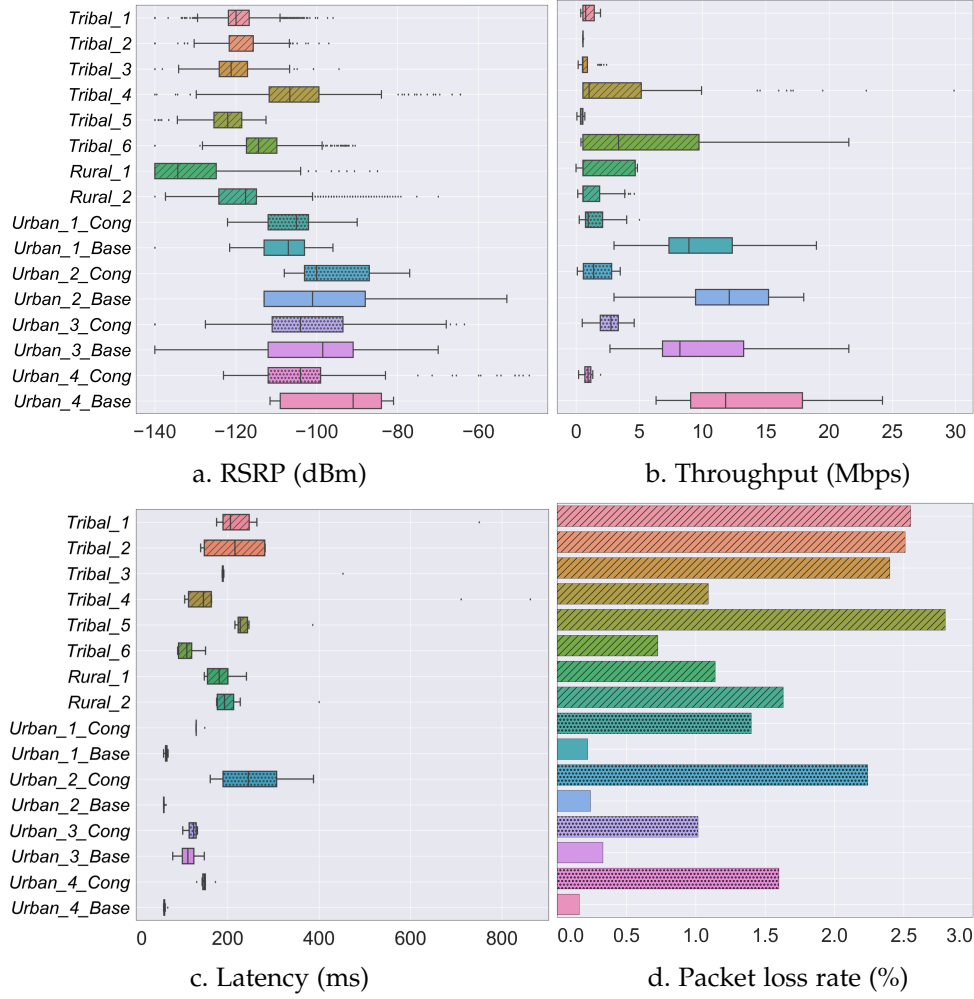 Tribal_1
Tribal_2
Tribal_3
Tribal_4
Tribal_5
Tribal_6
Rural_1
Rural_2
Urban_1_Cong
Urban_1_Base
Urban_2_Cong
Urban_2_Base
Urban_3_Cong
Urban_3_Base
Urban_4_Cong
Urban_4_Base
−140 −120 −100 −80 −60
a. RSRP (dBm)
0 5 10 15 20 25 30
b. Throughput (Mbps)
Tribal_1
Tribal_2
Tribal_3
Tribal_4
Tribal_5
Tribal_6
Rural_1
Rural_2
Urban_1_Cong
Urban_1_Base
Urban_2_Cong
Urban_2_Base
Urban_3_Cong
Urban_3_Base
Urban_4_Cong
Urban_4_Base
0 200 400 600 800
c. Latency (ms)
0.0 0.5 1.0 1.5 2.0 2.5 3.0
d. Packet loss rate (%)